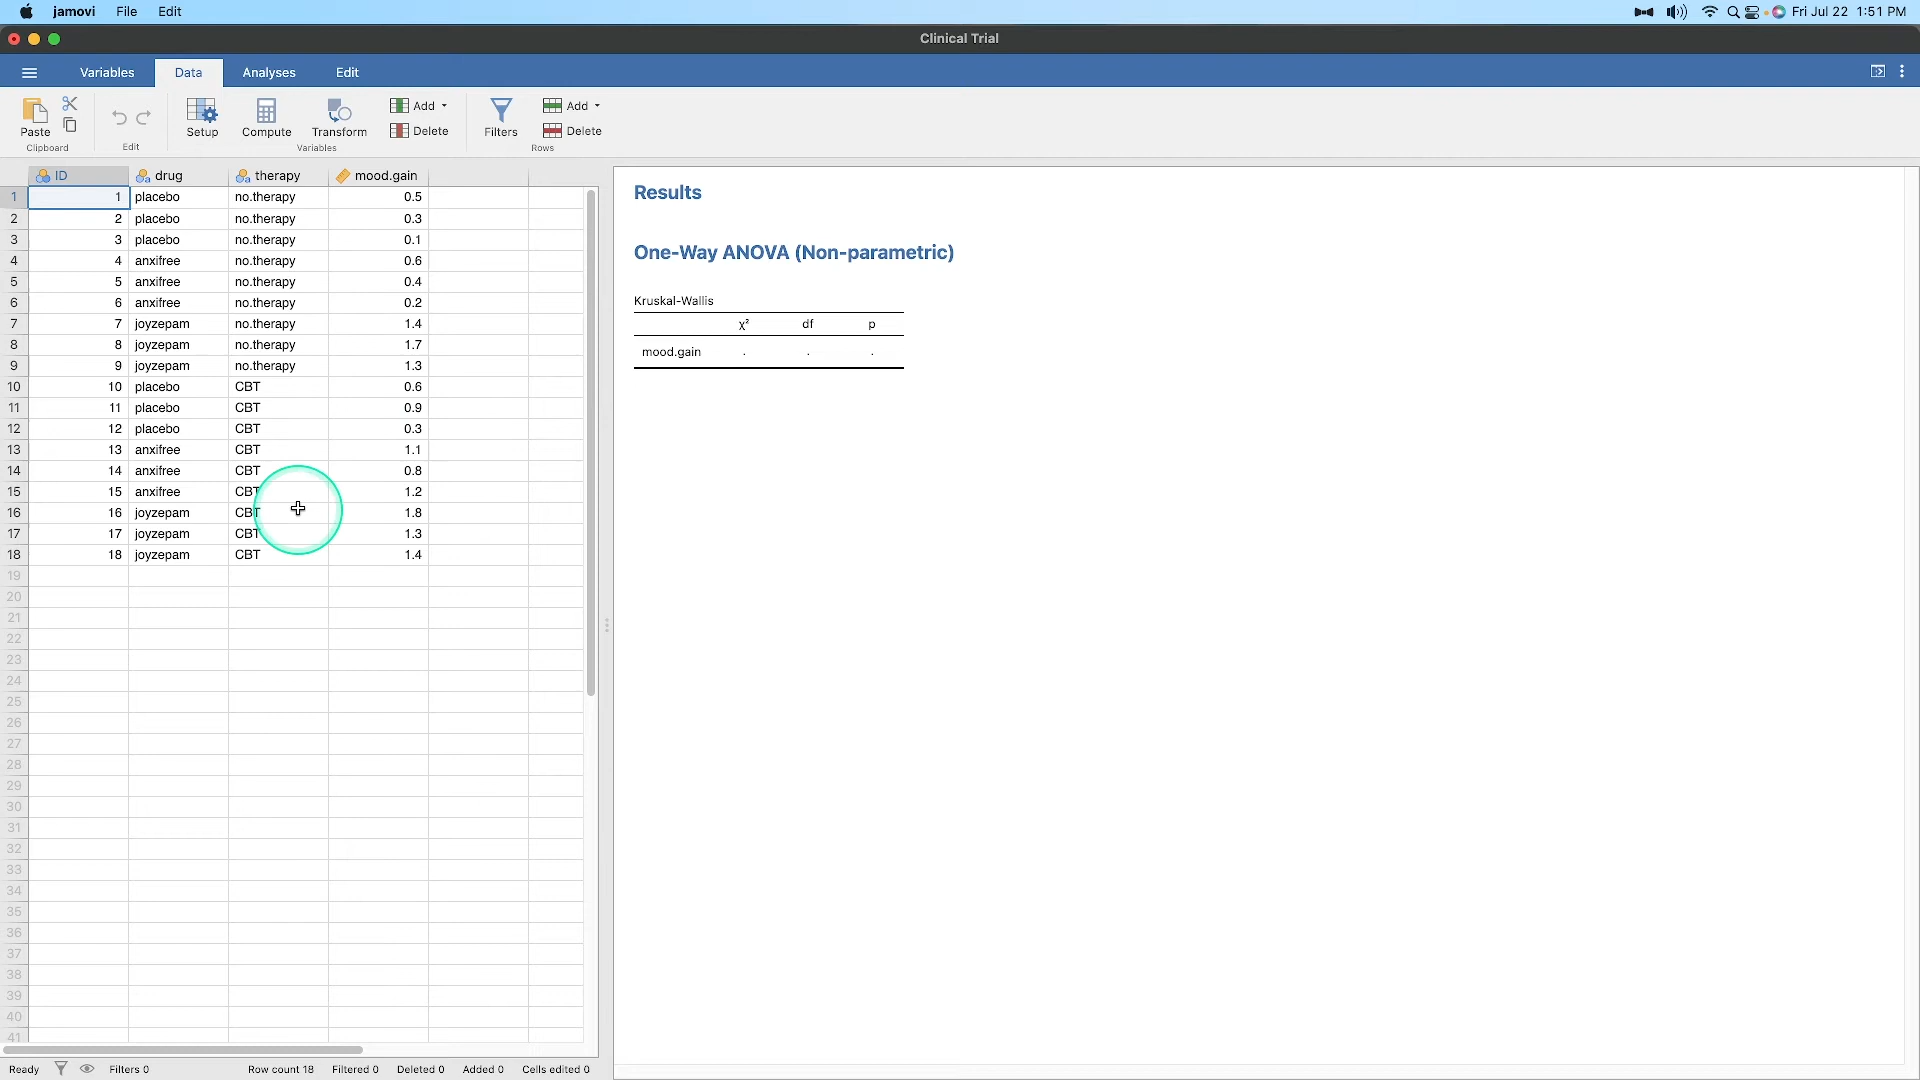 jamovi File Edit Fri Jul 22 1:51 PM
Clinical Trial
Variables Data Analyses Edit
Paste Setup Compute Transform Add Delete Filters Add Delete
Clipboard Edit Variables Rows
ID drug therapy mood.gain
1 1 placebo no.therapy 0.5
2 2 placebo no.therapy 0.3
3 3 placebo no.therapy 0.1
4 4 anxifree no.therapy 0.6
5 5 anxifree no.therapy 0.4
6 6 anxifree no.therapy 0.2
7 7 joyzepam no.therapy 1.4
8 8 joyzepam no.therapy 1.7
9 9 joyzepam no.therapy 1.3
10 10 placebo CBT 0.6
11 11 placebo CBT 0.9
12 12 placebo CBT 0.3
13 13 anxifree CBT 1.1
14 14 anxifree CBT 0.8
15 15 anxifree CBT 1.2
16 16 joyzepam CBT 1.8
17 17 joyzepam CBT 1.3
18 18 joyzepam CBT 1.4
19
20
21
22
23
24
25
26
27
28
29
30
31
32
33
34
35
36
37
38
39
40
41
Results
One-Way ANOVA (Non-parametric)
Kruskal-Wallis
χ² df p
mood.gain . . .
Ready Filters 0 Row count 18 Filtered 0 Deleted 0 Added 0 Cells edited 0